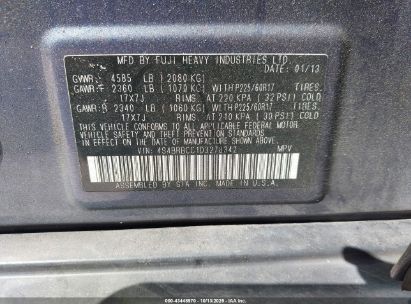 MFD BY FUJI HEAVY INDUSTRIES LTD.
DATE: 01/13
GVWR: 4585 LB (2080 KG)
GAWR-F 2360 LB (1070 KG) WITH P225/60R17 TIRES,
17X7J RIMS, AT 220 KPA (32 PSI) COLD
GAWR-R 2340 LB (1060 KG) WITH P225/60R17 TIRES,
17X7J RIMS, AT 210 KPA (30 PSI) COLD
THIS VEHICLE CONFORMS TO ALL APPLICABLE FEDERAL MOTOR
VEHICLE SAFETY, BUMPER AND THEFT PREVENTION STANDARDS
IN EFFECT ON THE DATE OF MANUFACTURE SHOWN ABOVE.
VIN: MPV
ASSEMBLED BY SIA INC. MADE IN U.S.A.